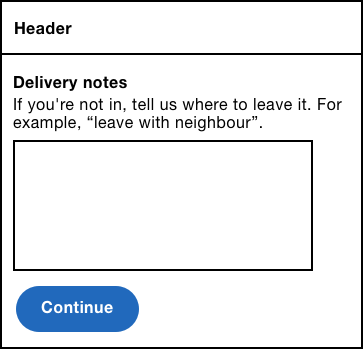 Header
Delivery notes
If you're not in, tell us where to leave it. For
example, “leave with neighbour”.
Continue